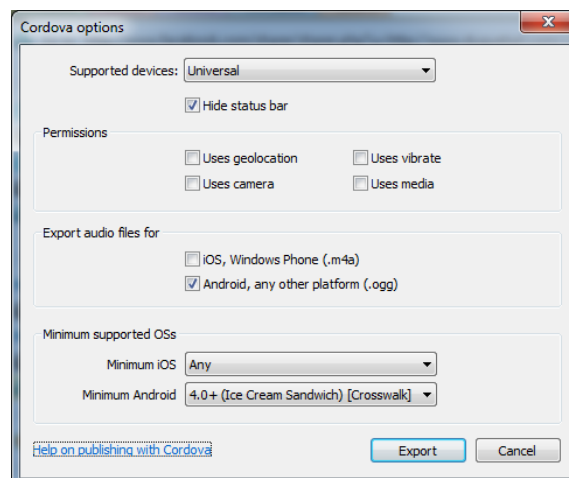 Cordova options
Supported devices: Universal
Hide status bar
Permissions
Uses geolocation Uses vibrate
Uses camera Uses media
Export audio files for
iOS, Windows Phone (.m4a)
Android, any other platform (.ogg)
Minimum supported OSs
Minimum iOS Any
Minimum Android 4.0+ (Ice Cream Sandwich) [Crosswalk]
Help on publishing with Cordova Export Cancel